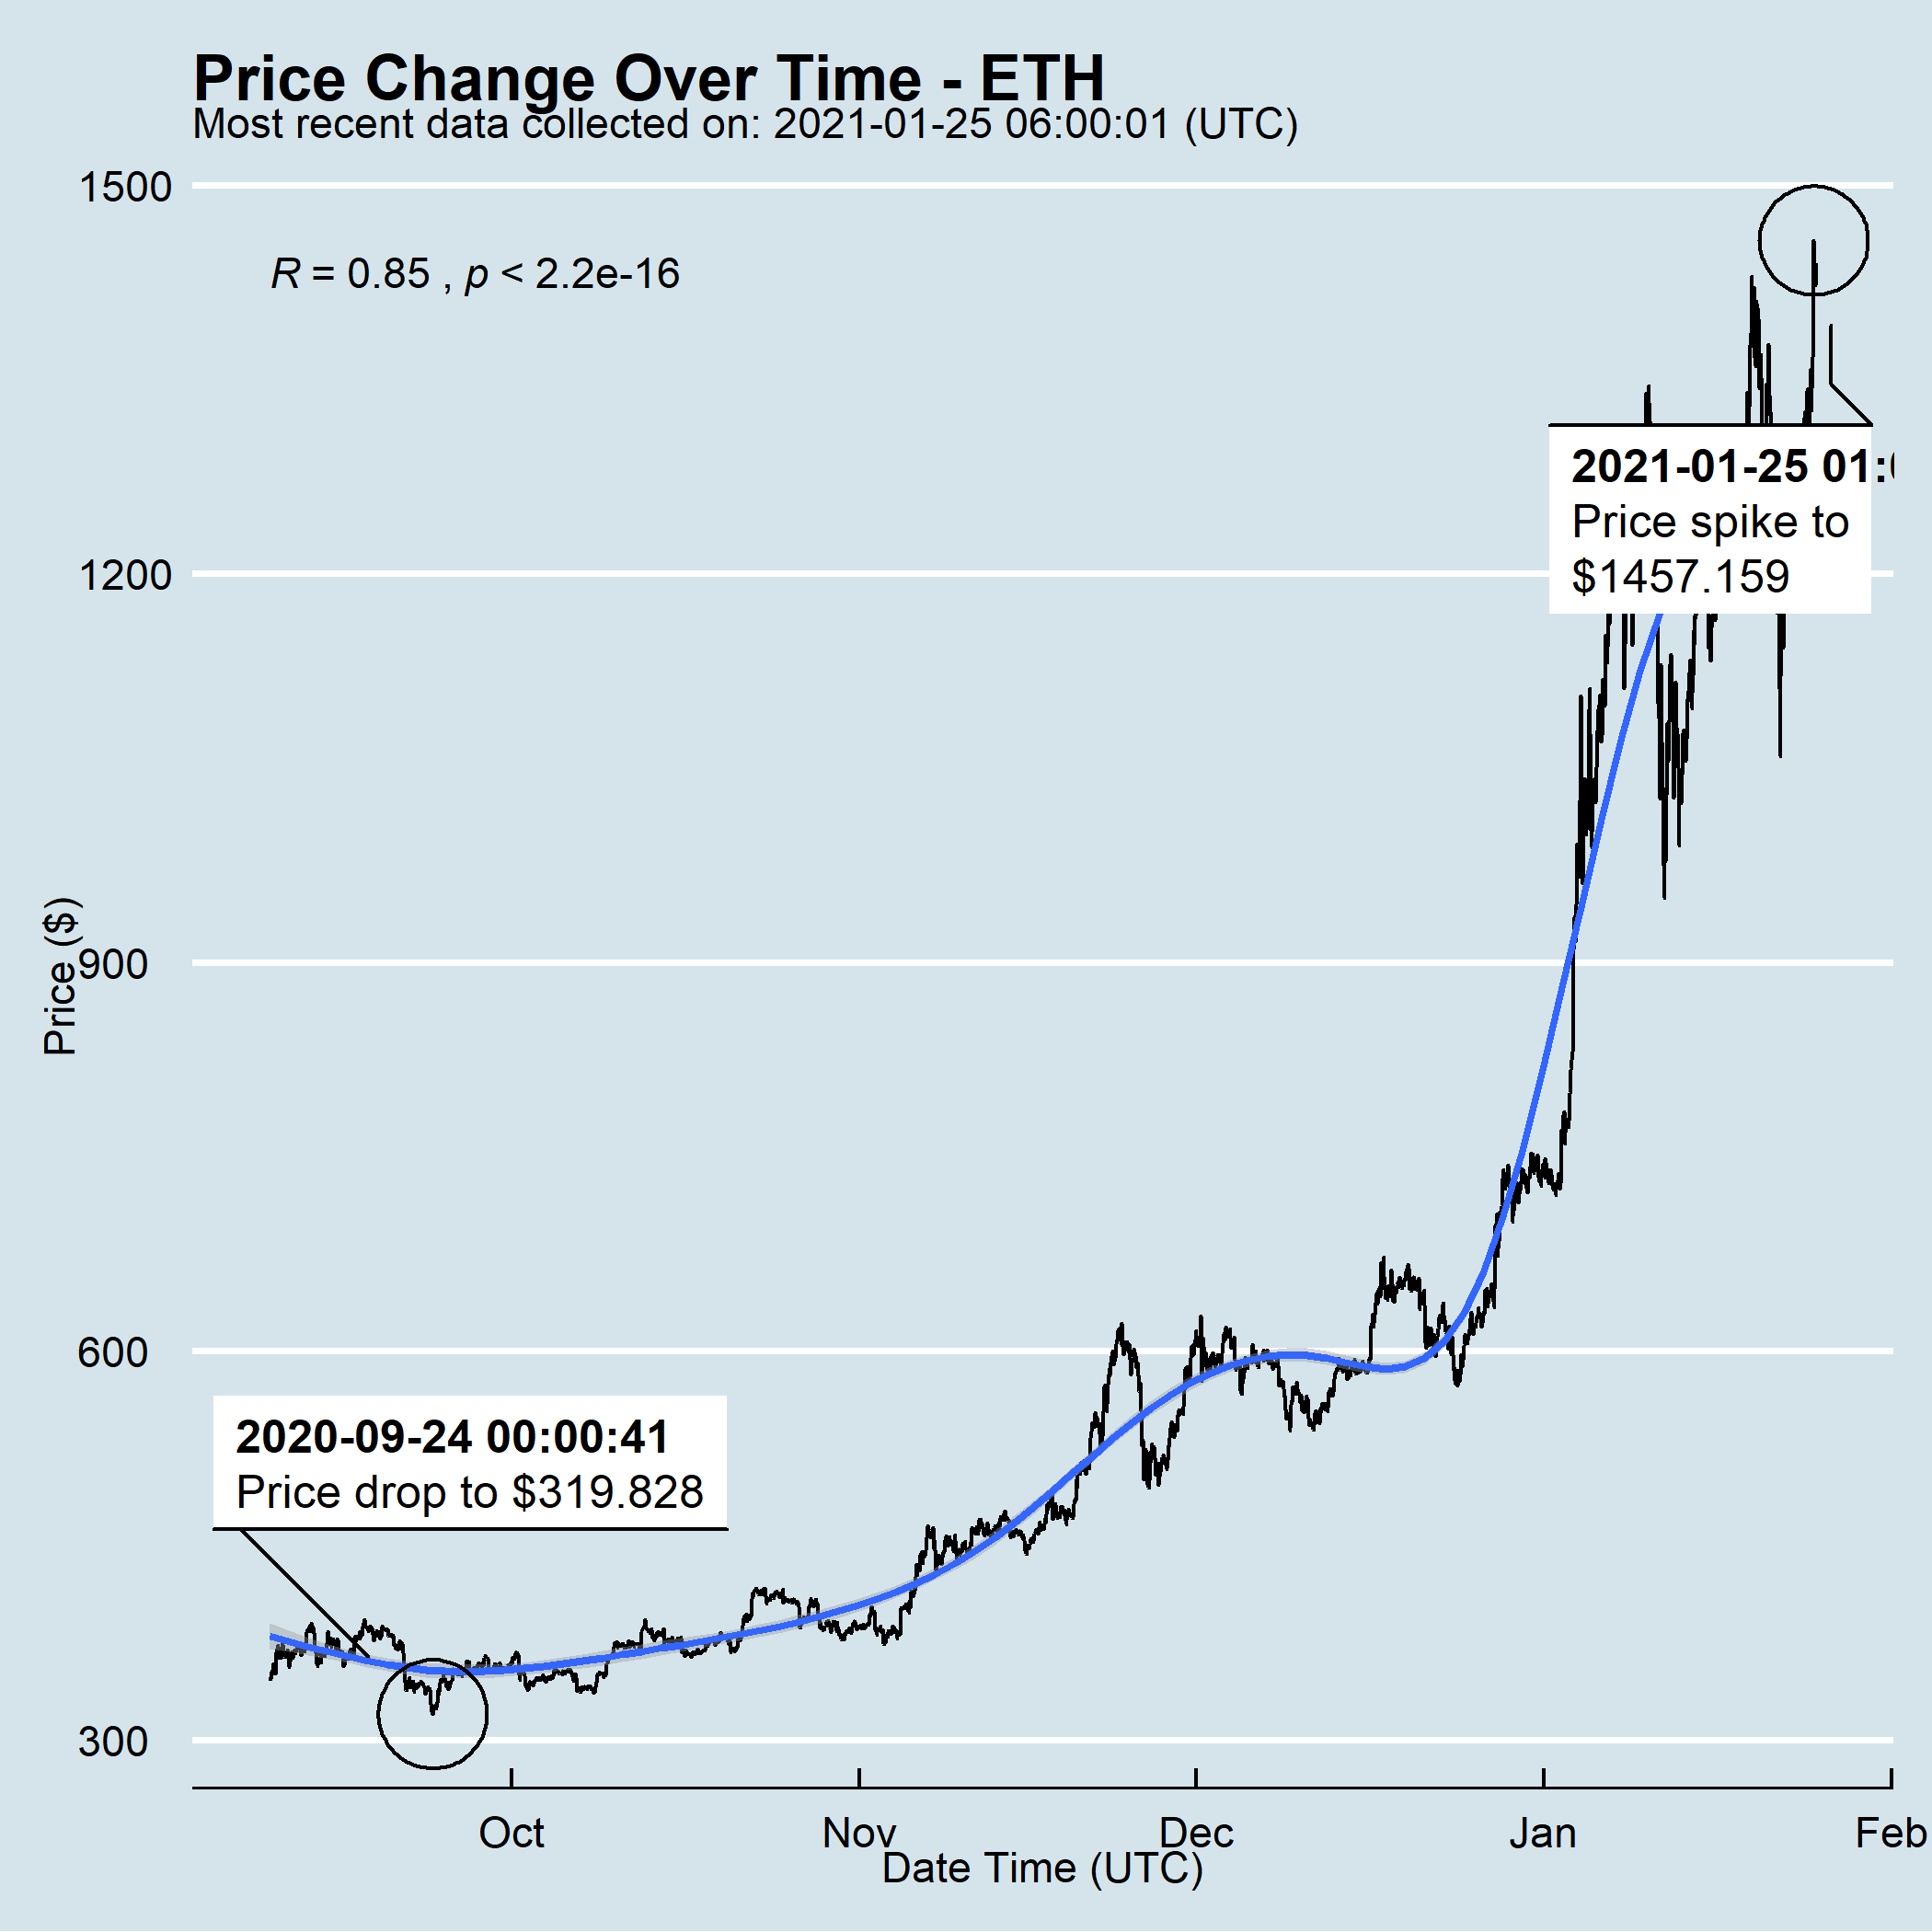 Price Change Over Time - ETH
Most recent data collected on: 2021-01-25 06:00:01 (UTC)
1500
R = 0.85 , p < 2.2e-16
2021-01-25 01:
Price spike to
$1457.159
1200
Price ($)
900
600
2020-09-24 00:00:41
Price drop to $319.828
300
Oct Nov Dec Jan Feb
Date Time (UTC)